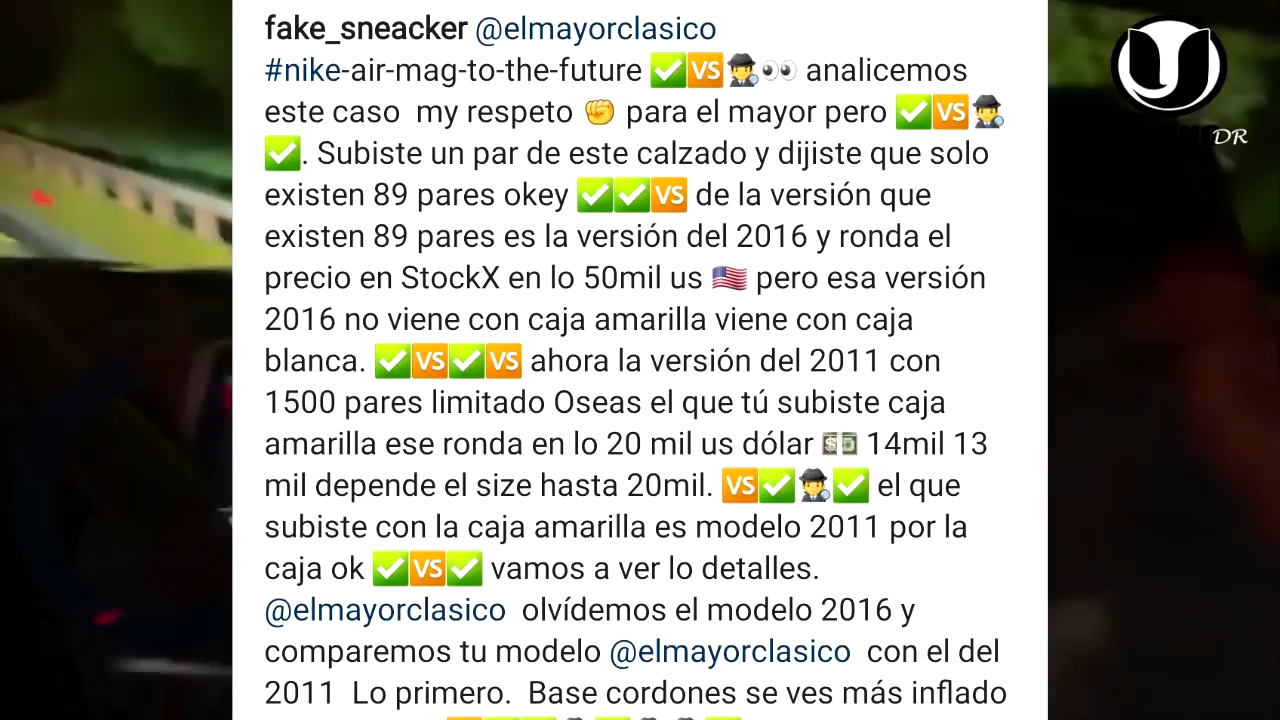 fake_sneacker @elmayorclasico
#nike-air-mag-to-the-future ✅🆚🕵️‍♂️👀 analicemos
este caso my respeto ✊ para el mayor pero ✅🆚🕵️‍♂️
✅. Subiste un par de este calzado y dijiste que solo
existen 89 pares okey ✅✅🆚 de la versión que
existen 89 pares es la versión del 2016 y ronda el
precio en StockX en lo 50mil us 🇺🇸 pero esa versión
2016 no viene con caja amarilla viene con caja
blanca. ✅🆚✅🆚 ahora la versión del 2011 con
1500 pares limitado Oseas el que tú subiste caja
amarilla ese ronda en lo 20 mil us dólar 💵 14mil 13
mil depende el size hasta 20mil. 🆚✅🕵️‍♂️✅ el que
subiste con la caja amarilla es modelo 2011 por la
caja ok ✅🆚✅ vamos a ver lo detalles.
@elmayorclasico olvídemos el modelo 2016 y
comparemos tu modelo @elmayorclasico con el del
2011 Lo primero. Base cordones se ves más inflado
DR